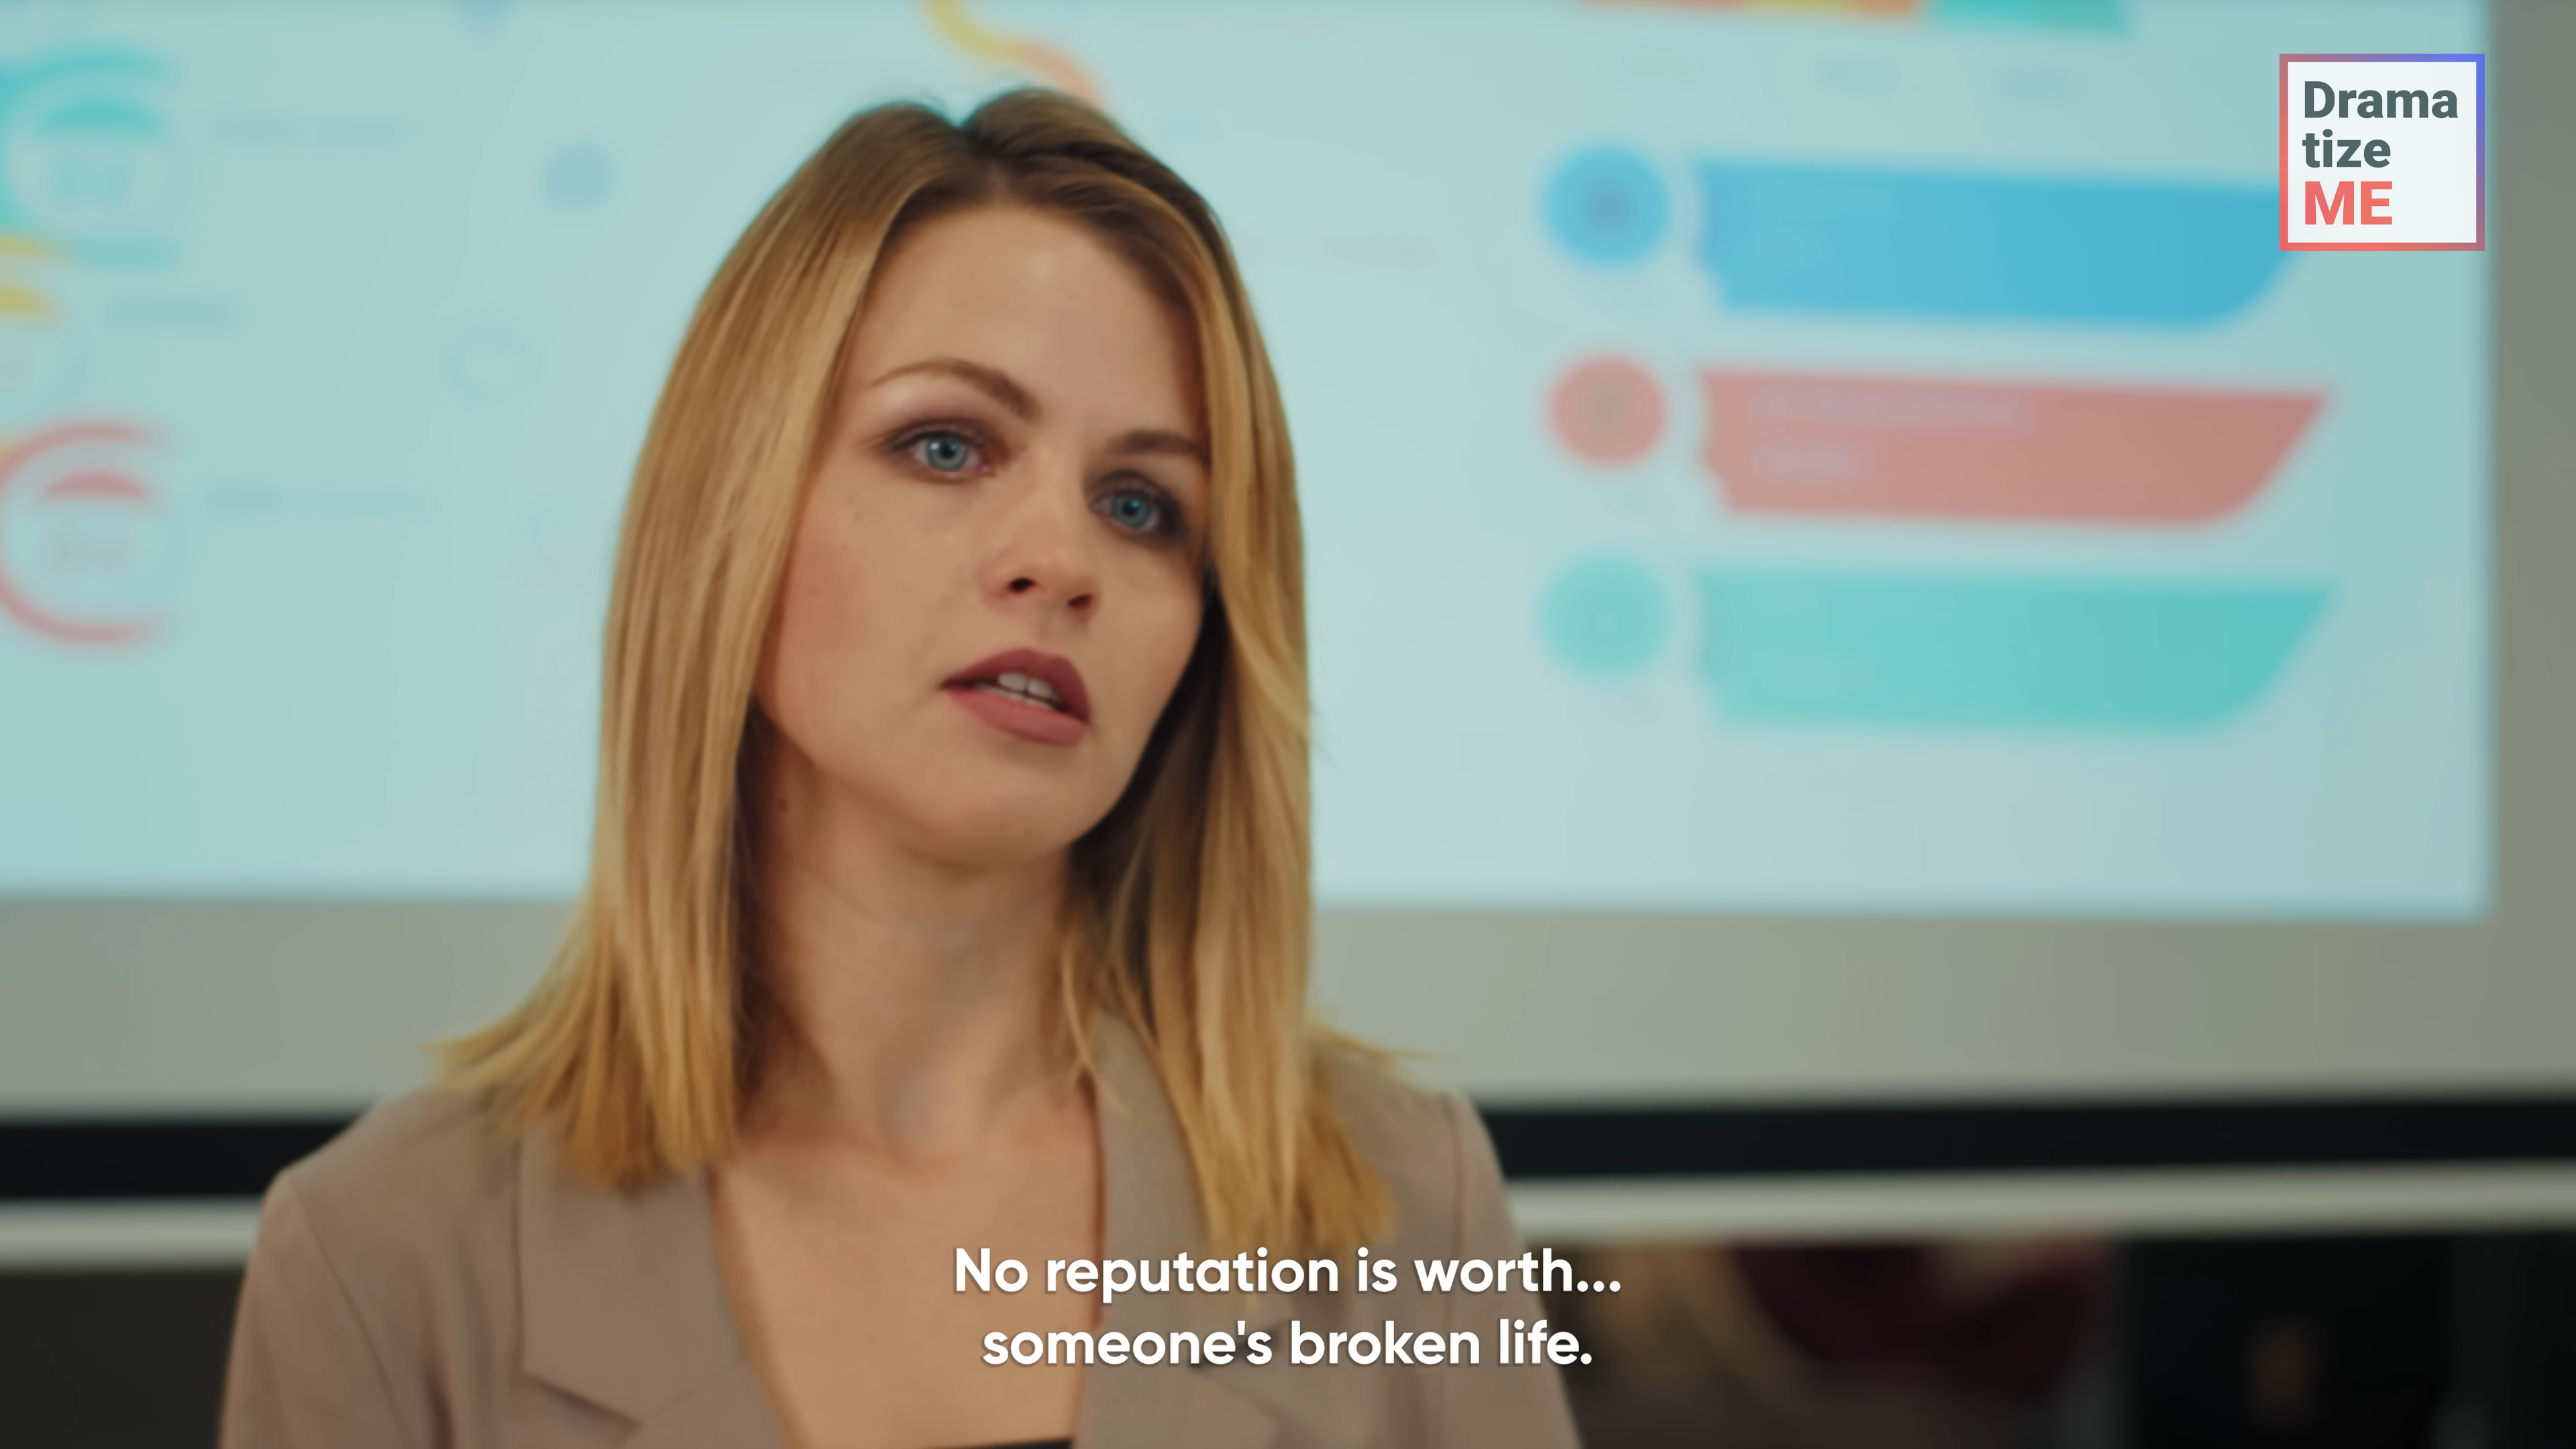 Drama
tize
ME
No reputation is worth...
someone's broken life.